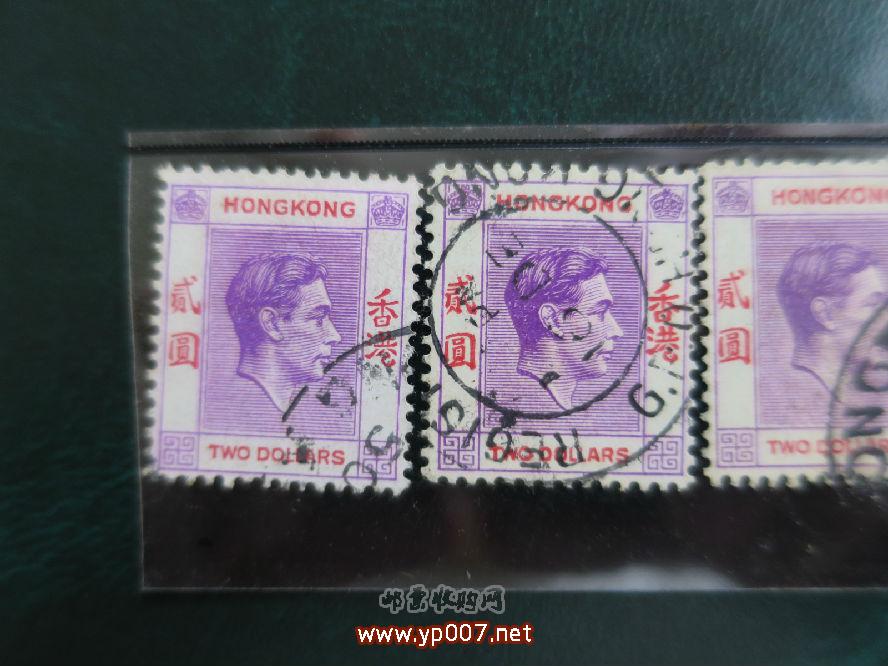 HONGKONG
貳圓
香港
TWO DOLLARS
HONGKONG
貳圓
香港
TWO DOLLARS
HONGKONG
貳圓
TWO DOLLARS
REG
邮票收购网
www.yp007.net